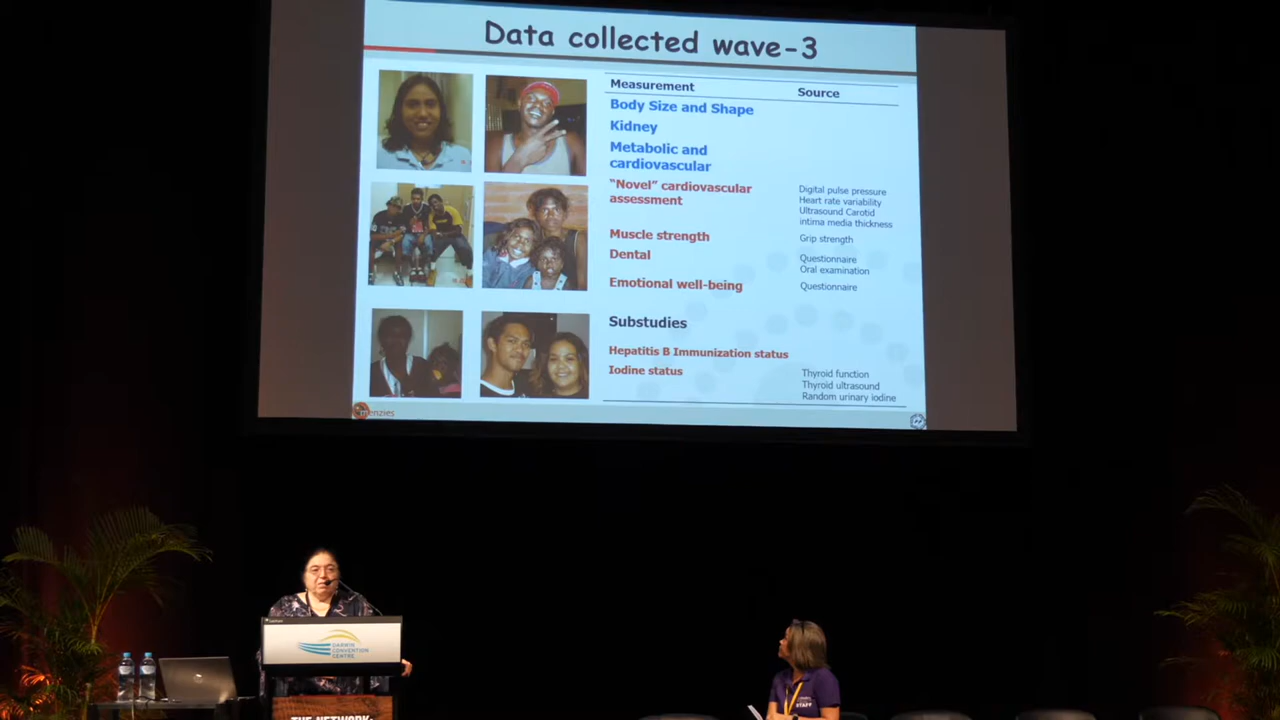 Data collected wave-3
Measurement Source
Body Size and Shape
Kidney
Metabolic and
cardiovascular
"Novel" cardiovascular
assessment
Digital pulse pressure
Heart rate variability
Ultrasound Carotid
intima media thickness
Muscle strength
Grip strength
Dental
Questionnaire
Oral examination
Emotional well-being
Questionnaire
Substudies
Hepatitis B Immunization status
Iodine status
Thyroid function
Thyroid ultrasound
Random urinary iodine
menzies
DARWIN
CONVENTION
CENTRE
THE NETWORK:
STAFF